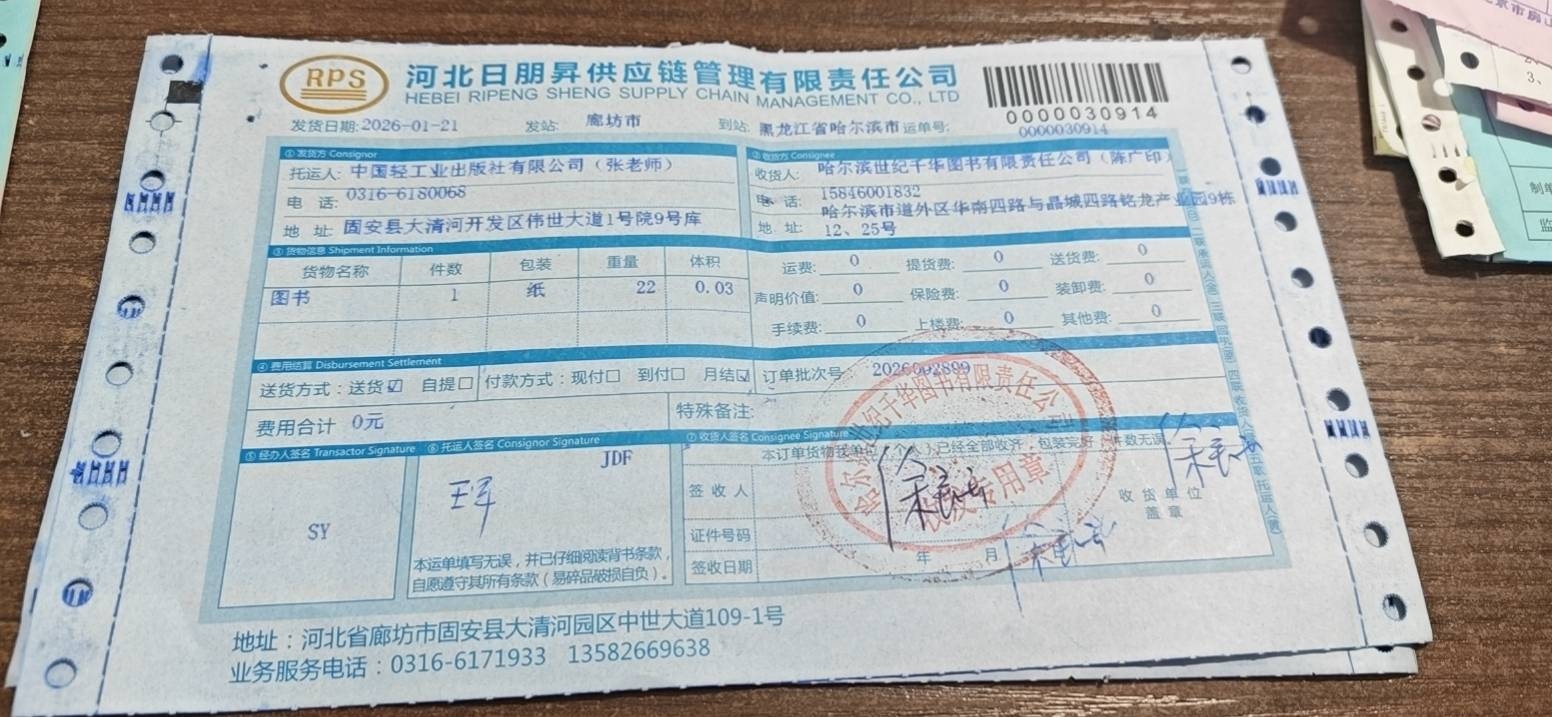 RPS
河北日朋昇供应链管理有限责任公司
HEBEI RIPENG SHENG SUPPLY CHAIN MANAGEMENT CO., LTD
0000030914
发货日期:2026-01-21 发站: 廊坊市 到站: 黑龙江省哈尔滨市 运单号: 0000030914
①发货方 Consignor
托运人: 中国轻工业出版社有限公司（张老师）
电 话: 0316-6180068
地 址: 固安县大清河开发区伟世大道1号院9号库
②收货方 Consignee
收货人: 哈尔滨世纪千华图书有限责任公司（陈广印）
电 话: 15846001832
地 址: 哈尔滨市道外区华南四路与晶城四路铭龙产业园9栋
12、25号
③货物信息 Shipment Information
货物名称 件数 包装 重量 体积
图书 1 纸 22 0.03
运费: 0 提货费: 0 送货费: 0
声明价值: 0 保险费: 0 装卸费: 0
手续费: 0 上楼费: 0 其他费: 0
④费用结算 Disbursement Settlement
送货方式：送货☑ 自提☐ 付款方式：现付☐ 到付☐ 月结☑ 订单批次号:
费用合计 0元
特殊备注:
⑤经办人签名 Transactor Signature
SY
⑥托运人签名 Consignor Signature
JDF
王军
本运单填写无误，并已仔细阅读背书条款，
自愿遵守其所有条款（易碎品破损自负）。
⑦收货人签名 Consignee Signature
本订单货物我单位（个人）已经全部收齐，包装完好，件数无误
签 收 人
证件号码
签收日期 年 月
收 货 单 位
盖 章
地址：河北省廊坊市固安县大清河园区中世大道109-1号
业务服务电话：0316-6171933 13582669638